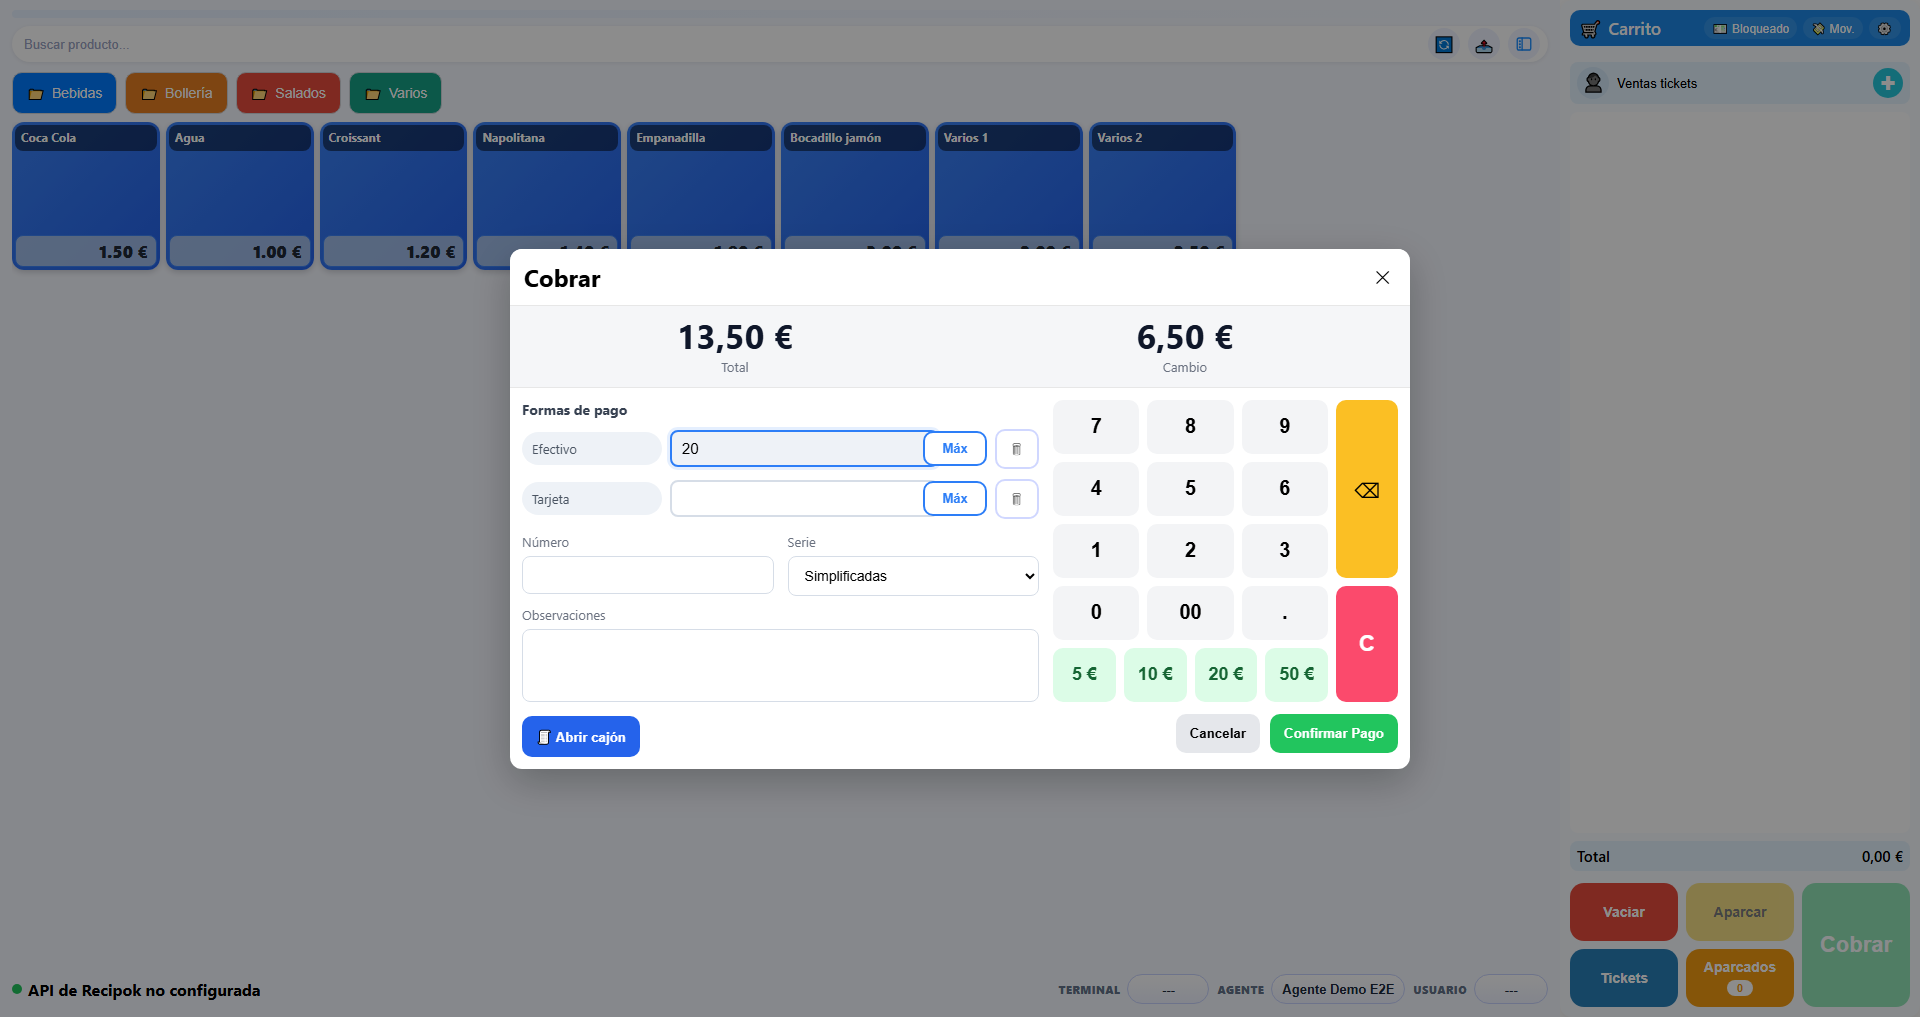 Buscar producto...
Bebidas
Bollería
Salados
Varios
Coca Cola
Agua
Croissant
Napolitana
Empanadilla
Bocadillo jamón
Varios 1
Varios 2
1.50 €
1.00 €
1.20 €
Cobrar
13,50 €
Total
6,50 €
Cambio
Formas de pago
Efectivo
20
Máx
Tarjeta
Máx
Número
Serie
Simplificadas
Observaciones
7
8
9
4
5
6
1
2
3
0
00
.
⌫
C
5 €
10 €
20 €
50 €
Abrir cajón
Cancelar
Confirmar Pago
Carrito
Bloqueado
Mov.
Ventas tickets
Total
0,00 €
Vaciar
Aparcar
Cobrar
Tickets
Aparcados
0
API de Recipok no configurada
TERMINAL
---
AGENTE
Agente Demo E2E
USUARIO
---